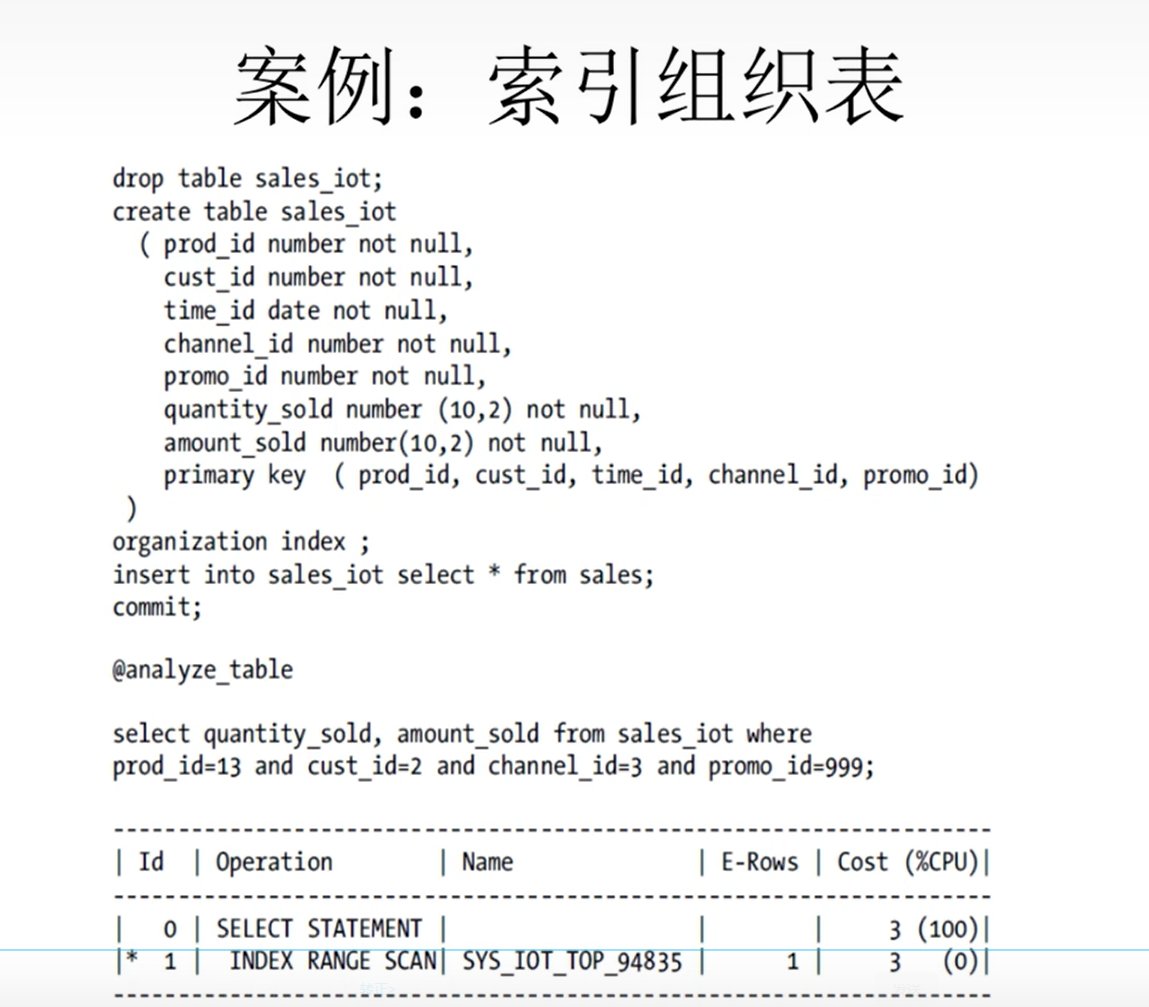 案例：索引组织表
drop table sales_iot;
create table sales_iot
( prod_id number not null,
cust_id number not null,
time_id date not null,
channel_id number not null,
promo_id number not null,
quantity_sold number (10,2) not null,
amount_sold number(10,2) not null,
primary key ( prod_id, cust_id, time_id, channel_id, promo_id)
)
organization index ;
insert into sales_iot select * from sales;
commit;
@analyze_table
select quantity_sold, amount_sold from sales_iot where
prod_id=13 and cust_id=2 and channel_id=3 and promo_id=999;
--------------------------------------------------------------------
| Id | Operation | Name | E-Rows | Cost (%CPU)|
--------------------------------------------------------------------
| 0 | SELECT STATEMENT | | | 3 (100)|
|* 1 | INDEX RANGE SCAN| SYS_IOT_TOP_94835 | 1 | 3 (0)|
--------------------------------------------------------------------